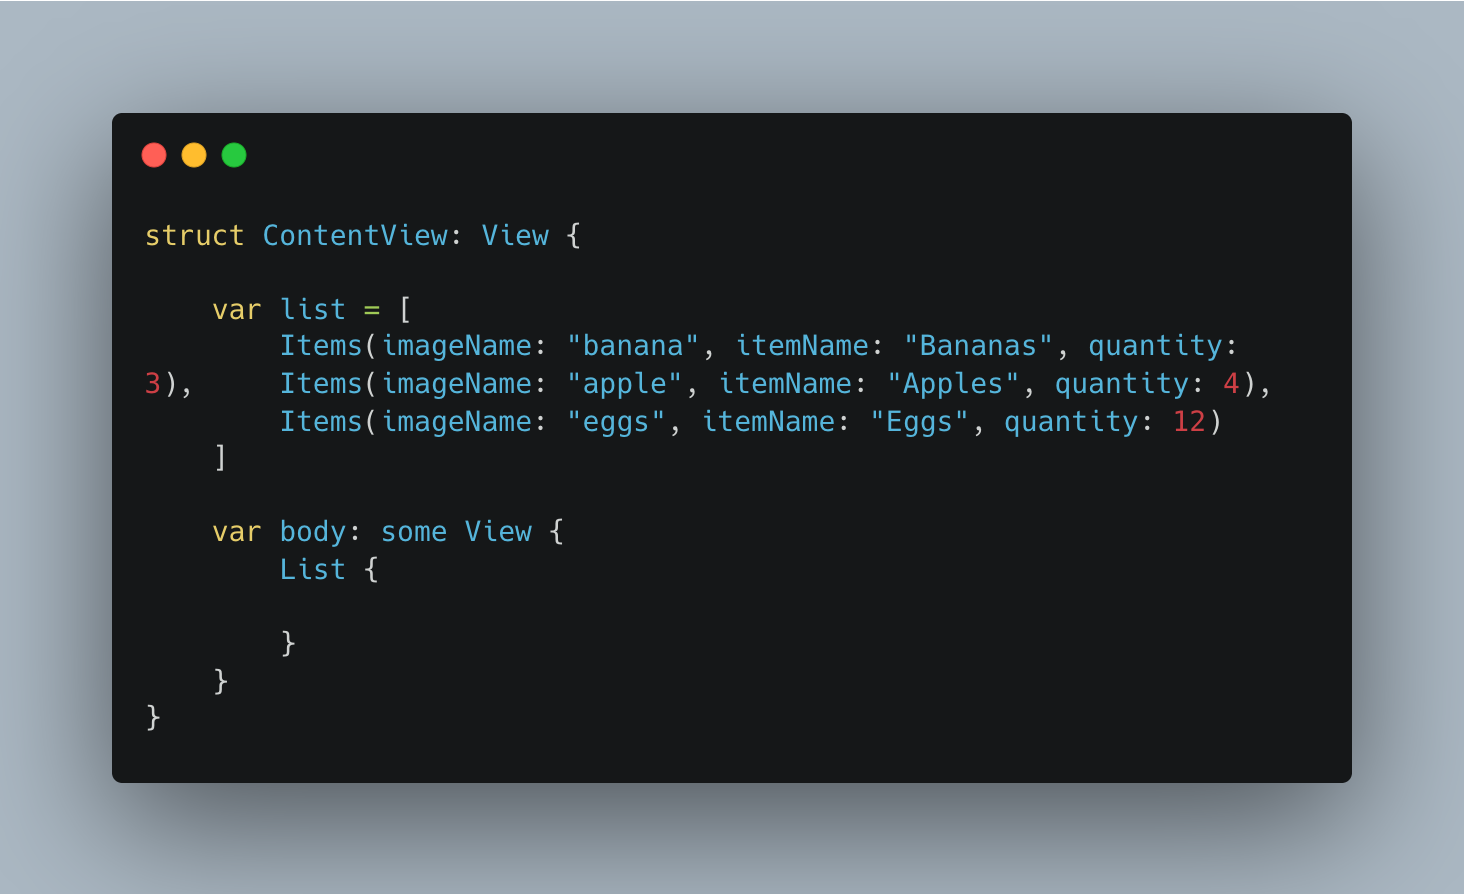 struct ContentView: View {
    var list = [
        Items(imageName: "banana", itemName: "Bananas", quantity:
3),     Items(imageName: "apple", itemName: "Apples", quantity: 4),
        Items(imageName: "eggs", itemName: "Eggs", quantity: 12)
    ]
    var body: some View {
        List {
        }
    }
}